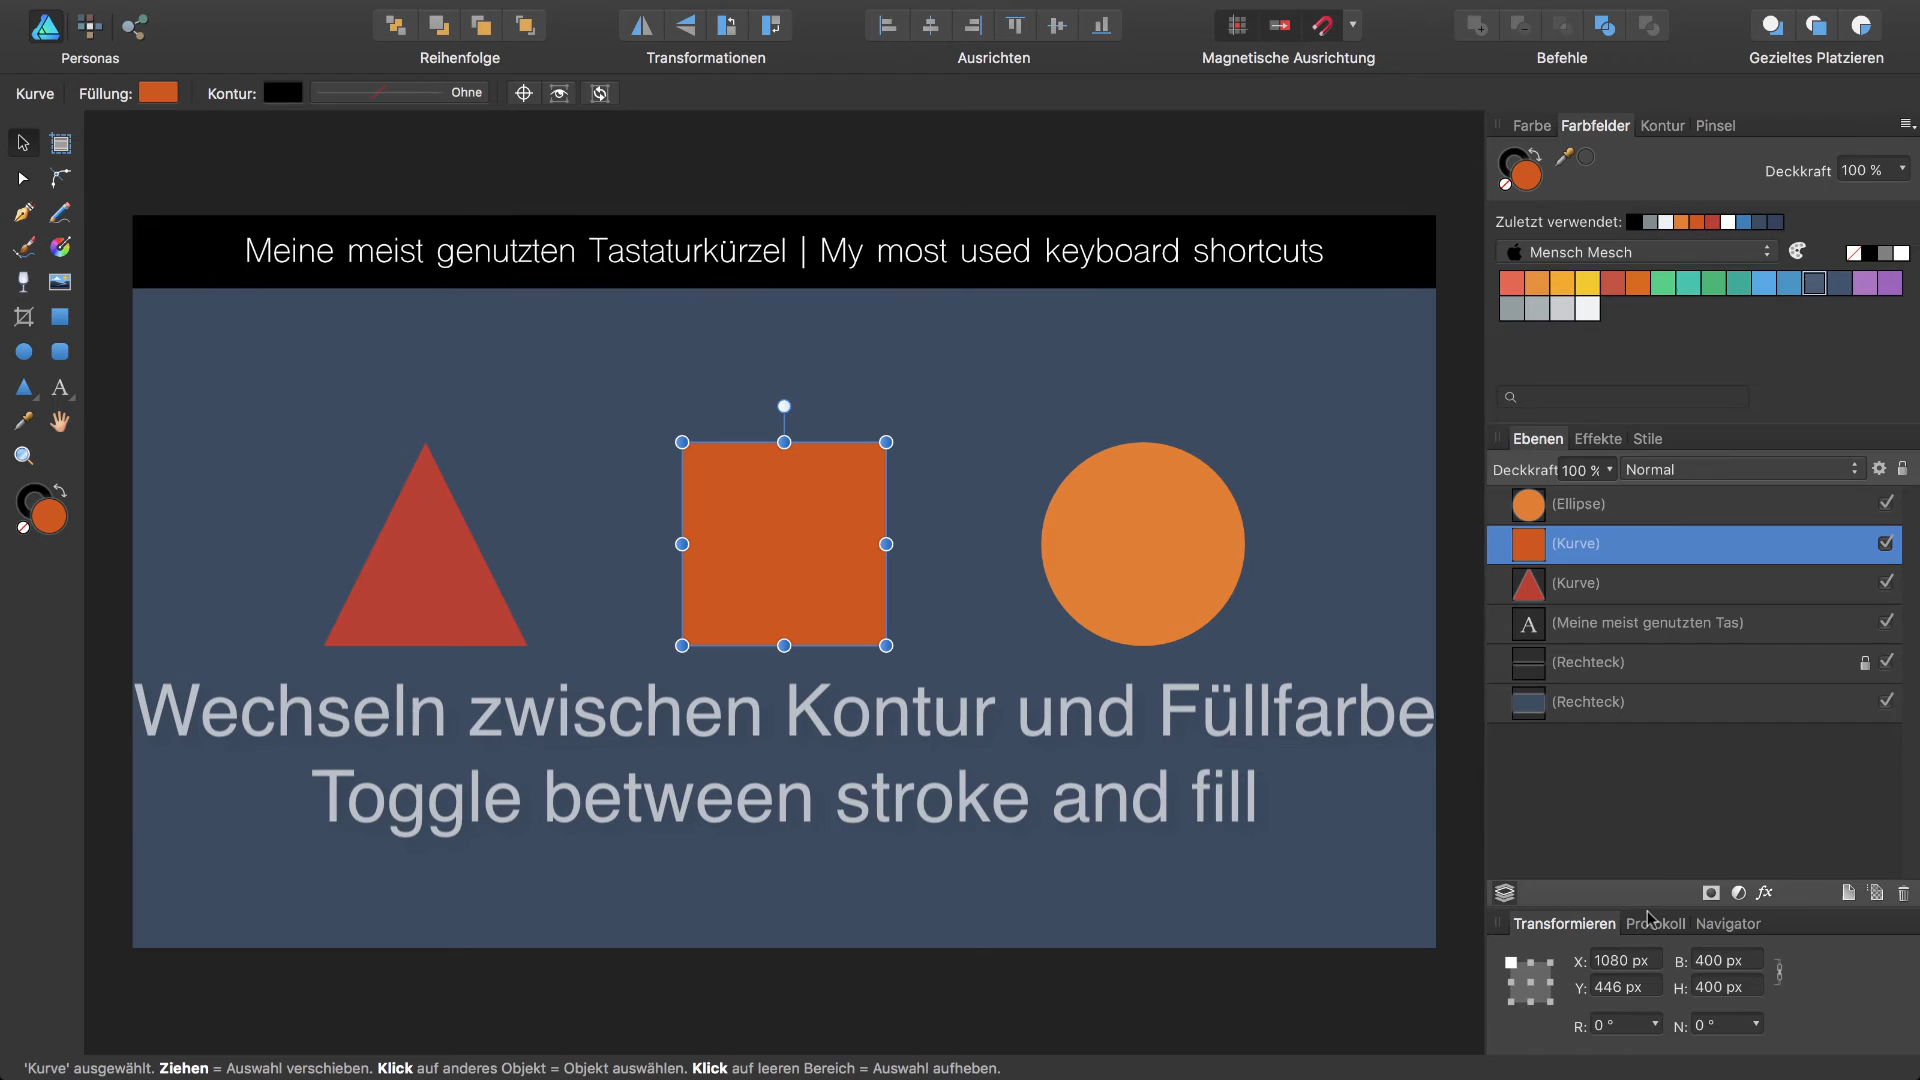 Personas
Reihenfolge
Transformationen
Ausrichten
Magnetische Ausrichtung
Befehle
Gezieltes Platzieren
Kurve
Füllung:
Kontur:
Ohne
Farbe Farbfelder Kontur Pinsel
Deckkraft 100 %
Zuletzt verwendet:
Mensch Mesch
Meine meist genutzten Tastaturkürzel | My most used keyboard shortcuts
Wechseln zwischen Kontur und Füllfarbe
Toggle between stroke and fill
Ebenen Effekte Stile
Deckkraft 100 % Normal
(Ellipse)
(Kurve)
(Kurve)
A (Meine meist genutzten Tas)
(Rechteck)
(Rechteck)
fx
Transformieren Protokoll Navigator
X: 1080 px B: 400 px
Y: 446 px H: 400 px
R: 0 ° N: 0 °
'Kurve' ausgewählt. Ziehen = Auswahl verschieben. Klick auf anderes Objekt = Objekt auswählen. Klick auf leeren Bereich = Auswahl aufheben.